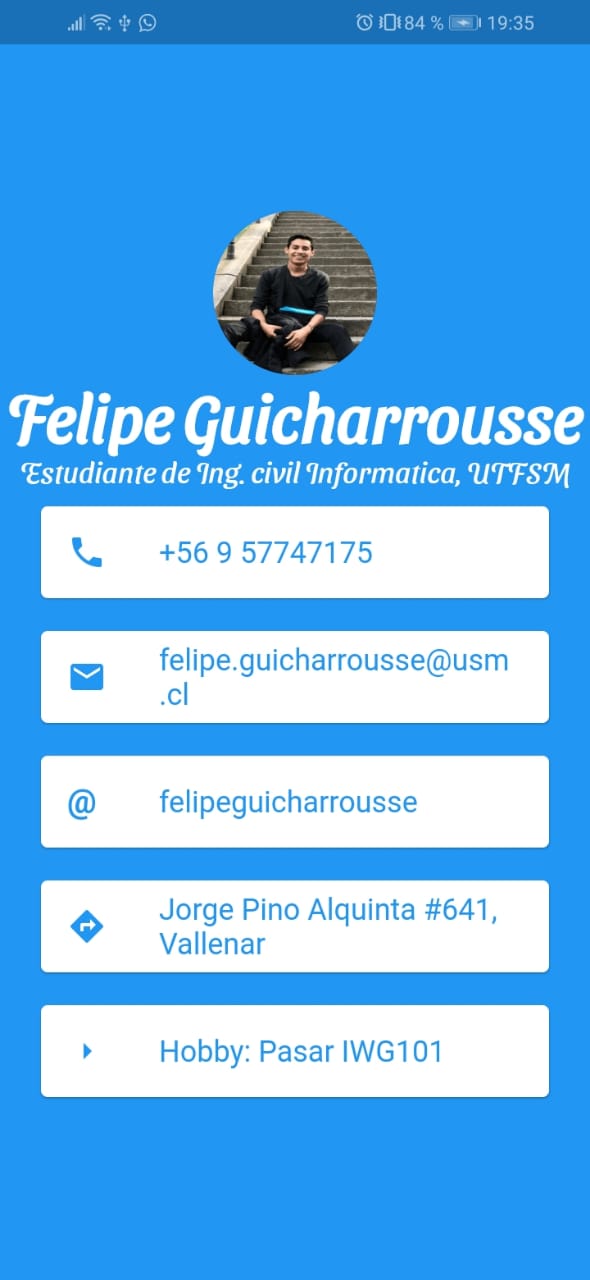 84 % 19:35
Felipe Guicharrousse
Estudiante de Ing. civil Informatica, UTFSM
+56 9 57747175
felipe.guicharrousse@usm
.cl
@ felipeguicharrousse
Jorge Pino Alquinta #641,
Vallenar
Hobby: Pasar IWG101